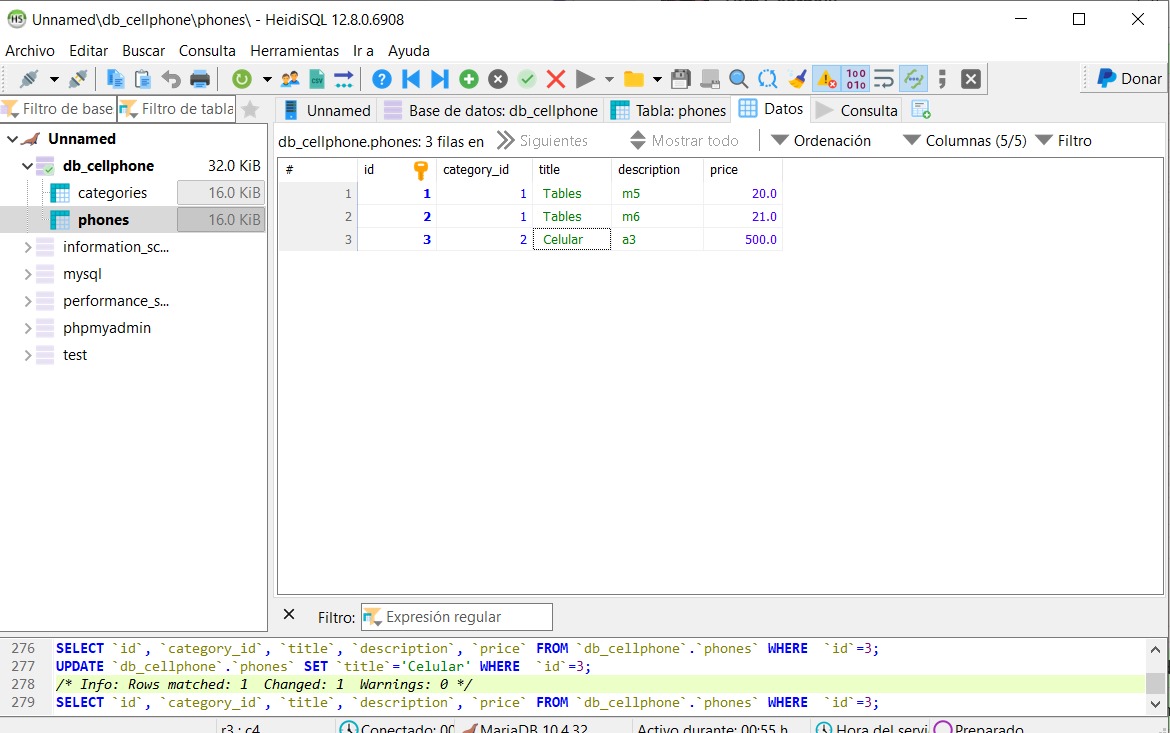 Unnamed\db_cellphone\phones\ - HeidiSQL 12.8.0.6908
Archivo Editar Buscar Consulta Herramientas Ir a Ayuda
Donar
Filtro de base Filtro de tabla Unnamed Base de datos: db_cellphone Tabla: phones Datos Consulta
db_cellphone.phones: 3 filas en Siguientes Mostrar todo Ordenación Columnas (5/5) Filtro
Unnamed
db_cellphone 32.0 KiB
categories 16.0 KiB
phones 16.0 KiB
information_sc...
mysql
performance_s...
phpmyadmin
test
# id category_id title description price
1 1 1 Tables m5 20.0
2 2 1 Tables m6 21.0
3 3 2 Celular a3 500.0
Filtro: Expresión regular
276 SELECT `id`, `category_id`, `title`, `description`, `price` FROM `db_cellphone`.`phones` WHERE  `id`=3;
277 UPDATE `db_cellphone`.`phones` SET `title`='Celular' WHERE  `id`=3;
278 /* Info: Rows matched: 1  Changed: 1  Warnings: 0 */
279 SELECT `id`, `category_id`, `title`, `description`, `price` FROM `db_cellphone`.`phones` WHERE  `id`=3;
r3 : c4 Conectado: 00 MariaDB 10.4.32 Activo durante: 00:55 h Hora del servi Preparado